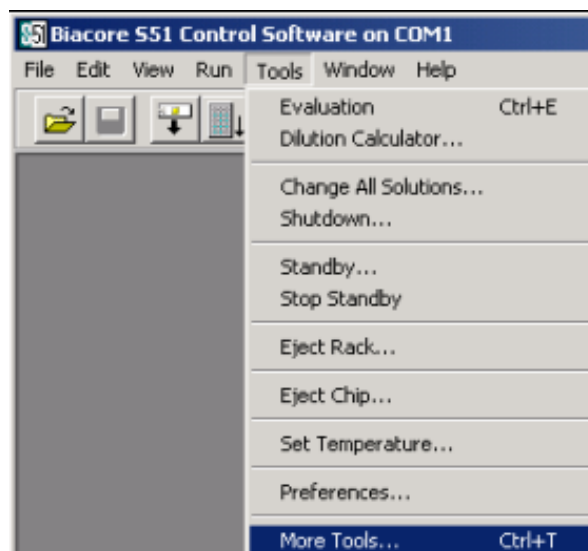 S51 Biacore S51 Control Software on COM1
File Edit View Run Tools Window Help
Evaluation Ctrl+E
Dilution Calculator...
Change All Solutions...
Shutdown...
Standby...
Stop Standby
Eject Rack...
Eject Chip...
Set Temperature...
Preferences...
More Tools... Ctrl+T